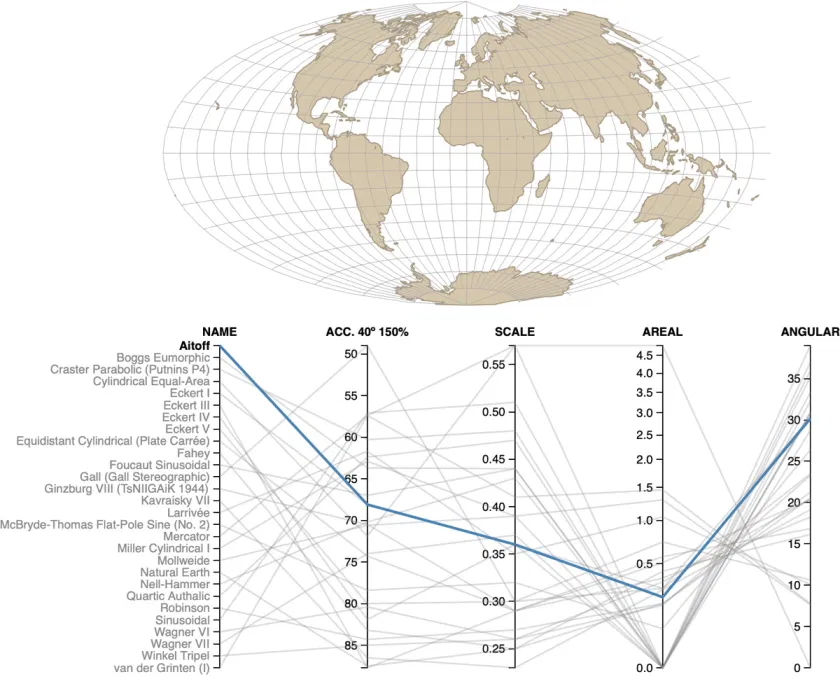 NAME ACC. 40º 150% SCALE AREAL ANGULAR
Aitoff
Boggs Eumorphic
Craster Parabolic (Putnins P4)
Cylindrical Equal-Area
Eckert I
Eckert III
Eckert IV
Eckert V
Equidistant Cylindrical (Plate Carrée)
Fahey
Foucaut Sinusoidal
Gall (Gall Stereographic)
Ginzburg VIII (TsNIIGAiK 1944)
Kavraisky VII
Larrivée
McBryde-Thomas Flat-Pole Sine (No. 2)
Mercator
Miller Cylindrical I
Mollweide
Natural Earth
Nell-Hammer
Quartic Authalic
Robinson
Sinusoidal
Wagner VI
Wagner VII
Winkel Tripel
van der Grinten (I)
50
55
60
65
70
75
80
85
0.55
0.50
0.45
0.40
0.35
0.30
0.25
4.5
4.0
3.5
3.0
2.5
2.0
1.5
1.0
0.5
0.0
35
30
25
20
15
10
5
0